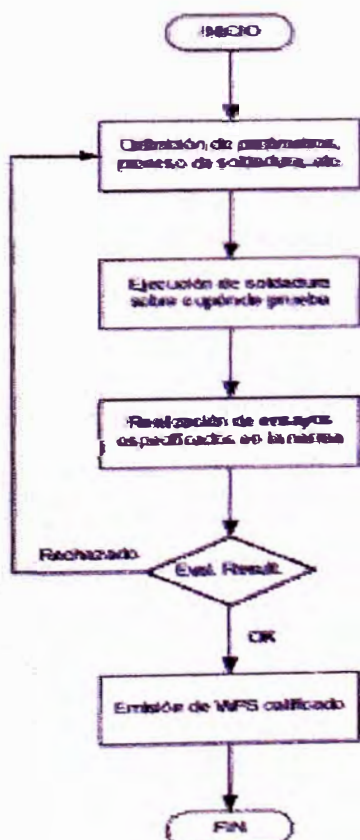 INICIO
Definición de parámetros,
proceso de soldadura, etc.
Ejecución de soldadura
sobre cupón de prueba
Realización de ensayos
especificados en la norma
Rechazado
Eval. Result.
OK
Emisión de WPS calificado
FIN